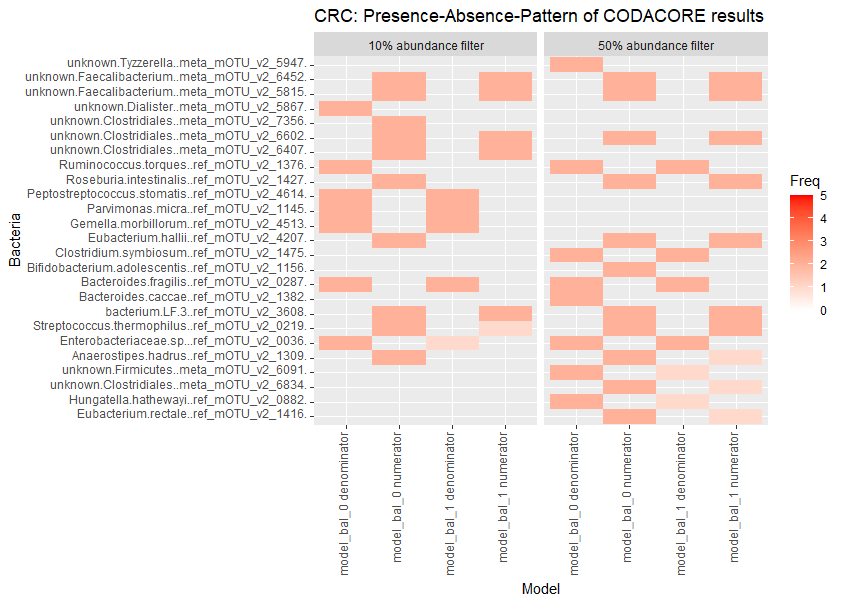 CRC: Presence-Absence-Pattern of CODACORE results
10% abundance filter
50% abundance filter
unknown.Tyzzerella..meta_mOTU_v2_5947.
unknown.Faecalibacterium..meta_mOTU_v2_6452.
unknown.Faecalibacterium..meta_mOTU_v2_5815.
unknown.Dialister..meta_mOTU_v2_5867.
unknown.Clostridiales..meta_mOTU_v2_7356.
unknown.Clostridiales..meta_mOTU_v2_6602.
unknown.Clostridiales..meta_mOTU_v2_6407.
Ruminococcus.torques..ref_mOTU_v2_1376.
Roseburia.intestinalis..ref_mOTU_v2_1427.
Peptostreptococcus.stomatis..ref_mOTU_v2_4614.
Parvimonas.micra..ref_mOTU_v2_1145.
Gemella.morbillorum..ref_mOTU_v2_4513.
Eubacterium.hallii..ref_mOTU_v2_4207.
Clostridium.symbiosum..ref_mOTU_v2_1475.
Bifidobacterium.adolescentis..ref_mOTU_v2_1156.
Bacteroides.fragilis..ref_mOTU_v2_0287.
Bacteroides.caccae..ref_mOTU_v2_1382.
bacterium.LF.3..ref_mOTU_v2_3608.
Streptococcus.thermophilus..ref_mOTU_v2_0219.
Enterobacteriaceae.sp...ref_mOTU_v2_0036.
Anaerostipes.hadrus..ref_mOTU_v2_1309.
unknown.Firmicutes..meta_mOTU_v2_6091.
unknown.Clostridiales..meta_mOTU_v2_6834.
Hungatella.hathewayi..ref_mOTU_v2_0882.
Eubacterium.rectale..ref_mOTU_v2_1416.
Bacteria
model_bal_0 denominator
model_bal_0 numerator
model_bal_1 denominator
model_bal_1 numerator
model_bal_0 denominator
model_bal_0 numerator
model_bal_1 denominator
model_bal_1 numerator
Model
Freq
5
4
3
2
1
0